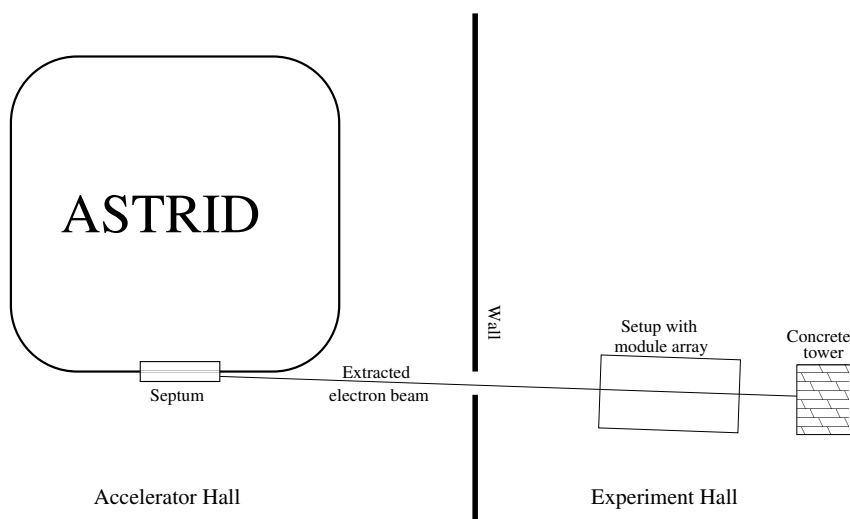 ASTRID
Wall
Setup with
module array
Concrete
tower
Extracted
electron beam
Septum
Accelerator Hall
Experiment Hall